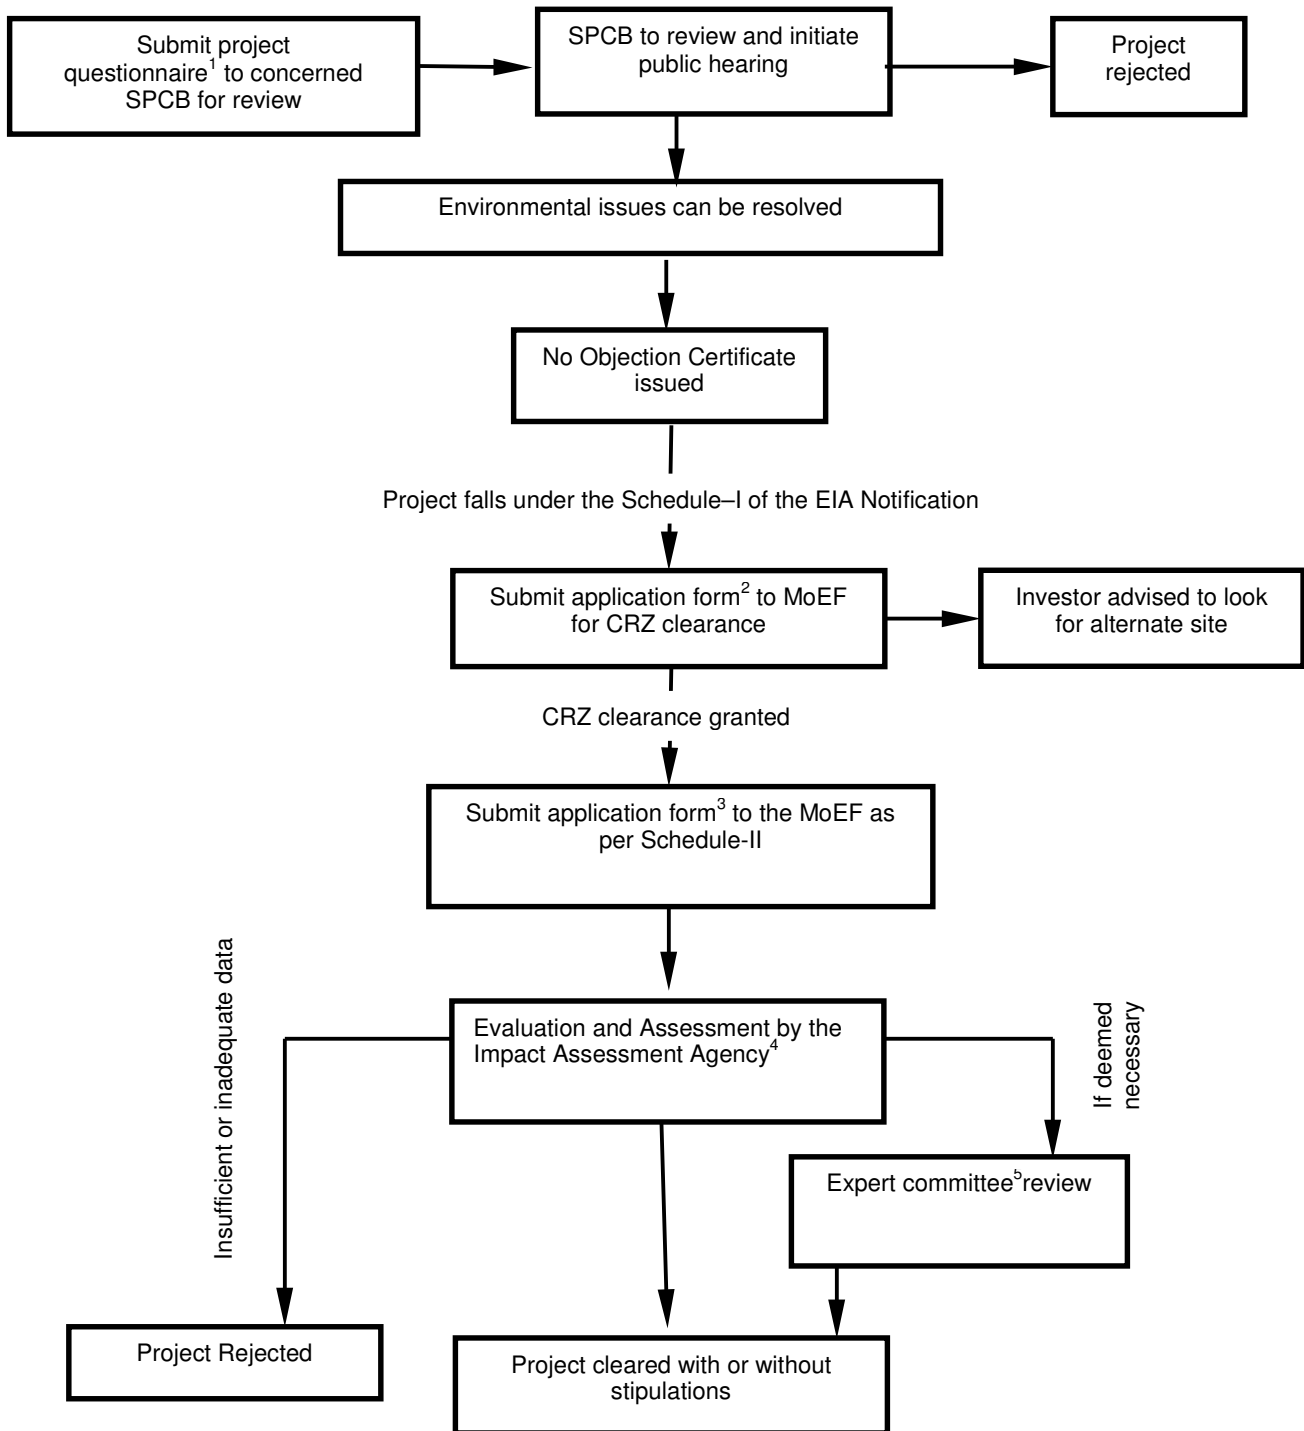 Submit project
questionnaire1 to concerned
SPCB for review
SPCB to review and initiate
public hearing
Project
rejected
Environmental issues can be resolved
No Objection Certificate
issued
Project falls under the Schedule–I of the EIA Notification
Submit application form2 to MoEF
for CRZ clearance
Investor advised to look
for alternate site
CRZ clearance granted
Submit application form3 to the MoEF as
per Schedule-II
Insufficient or inadequate data
Evaluation and Assessment by the
Impact Assessment Agency4
If deemed
necessary
Expert committee5review
Project Rejected
Project cleared with or without
stipulations